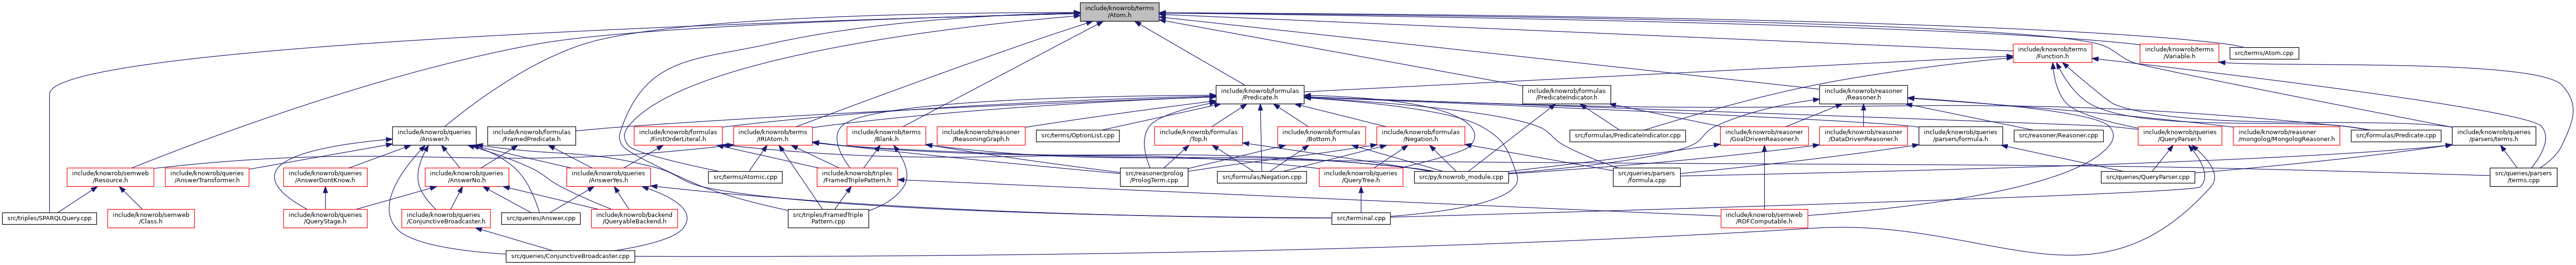 include/knowrob/terms
/Atom.h
include/knowrob/terms
/Function.h
include/knowrob/terms
/Variable.h
src/terms/Atom.cpp
include/knowrob/formulas
/Predicate.h
include/knowrob/formulas
/PredicateIndicator.h
include/knowrob/reasoner
/Reasoner.h
include/knowrob/queries
/Answer.h
include/knowrob/formulas
/FramedPredicate.h
include/knowrob/formulas
/FirstOrderLiteral.h
include/knowrob/terms
/IRIAtom.h
include/knowrob/terms
/Blank.h
include/knowrob/reasoner
/ReasoningGraph.h
src/terms/OptionList.cpp
include/knowrob/formulas
/Top.h
include/knowrob/formulas
/Bottom.h
include/knowrob/formulas
/Negation.h
src/formulas/PredicateIndicator.cpp
include/knowrob/reasoner
/GoalDrivenReasoner.h
include/knowrob/reasoner
/DataDrivenReasoner.h
include/knowrob/queries
/parsers/formula.h
src/reasoner/Reasoner.cpp
include/knowrob/queries
/QueryParser.h
include/knowrob/reasoner
/mongolog/MongologReasoner.h
src/formulas/Predicate.cpp
include/knowrob/queries
/parsers/terms.h
include/knowrob/semweb
/Resource.h
include/knowrob/queries
/AnswerTransformer.h
include/knowrob/queries
/AnswerDontKnow.h
include/knowrob/queries
/AnswerNo.h
include/knowrob/queries
/AnswerYes.h
src/terms/Atomic.cpp
include/knowrob/triples
/FramedTriplePattern.h
src/reasoner/prolog
/PrologTerm.cpp
src/formulas/Negation.cpp
include/knowrob/queries
/QueryTree.h
src/py/knowrob_module.cpp
src/queries/parsers
/formula.cpp
src/queries/QueryParser.cpp
src/queries/parsers
/terms.cpp
src/triples/SPARQLQuery.cpp
include/knowrob/semweb
/Class.h
include/knowrob/queries
/QueryStage.h
include/knowrob/queries
/ConjunctiveBroadcaster.h
src/queries/Answer.cpp
include/knowrob/backend
/QueryableBackend.h
src/triples/FramedTriple
Pattern.cpp
src/terminal.cpp
include/knowrob/semweb
/RDFComputable.h
src/queries/ConjunctiveBroadcaster.cpp